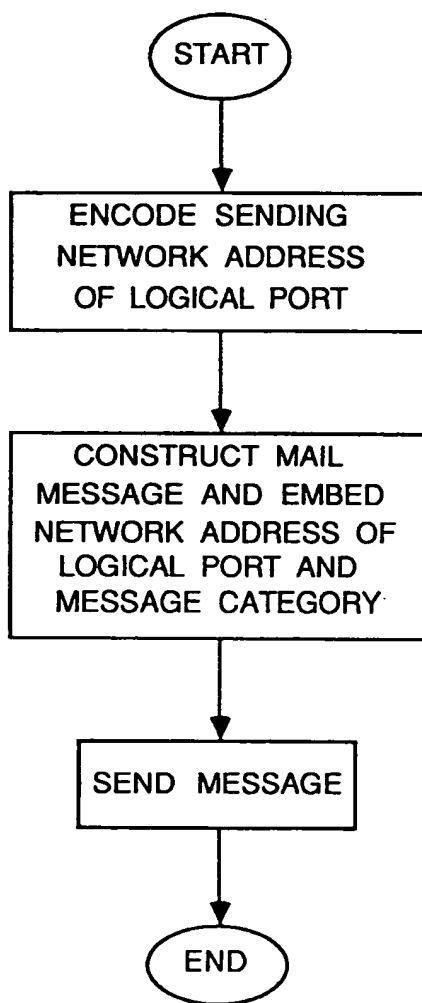 START
ENCODE SENDING
NETWORK ADDRESS
OF LOGICAL PORT
CONSTRUCT MAIL
MESSAGE AND EMBED
NETWORK ADDRESS OF
LOGICAL PORT AND
MESSAGE CATEGORY
SEND MESSAGE
END